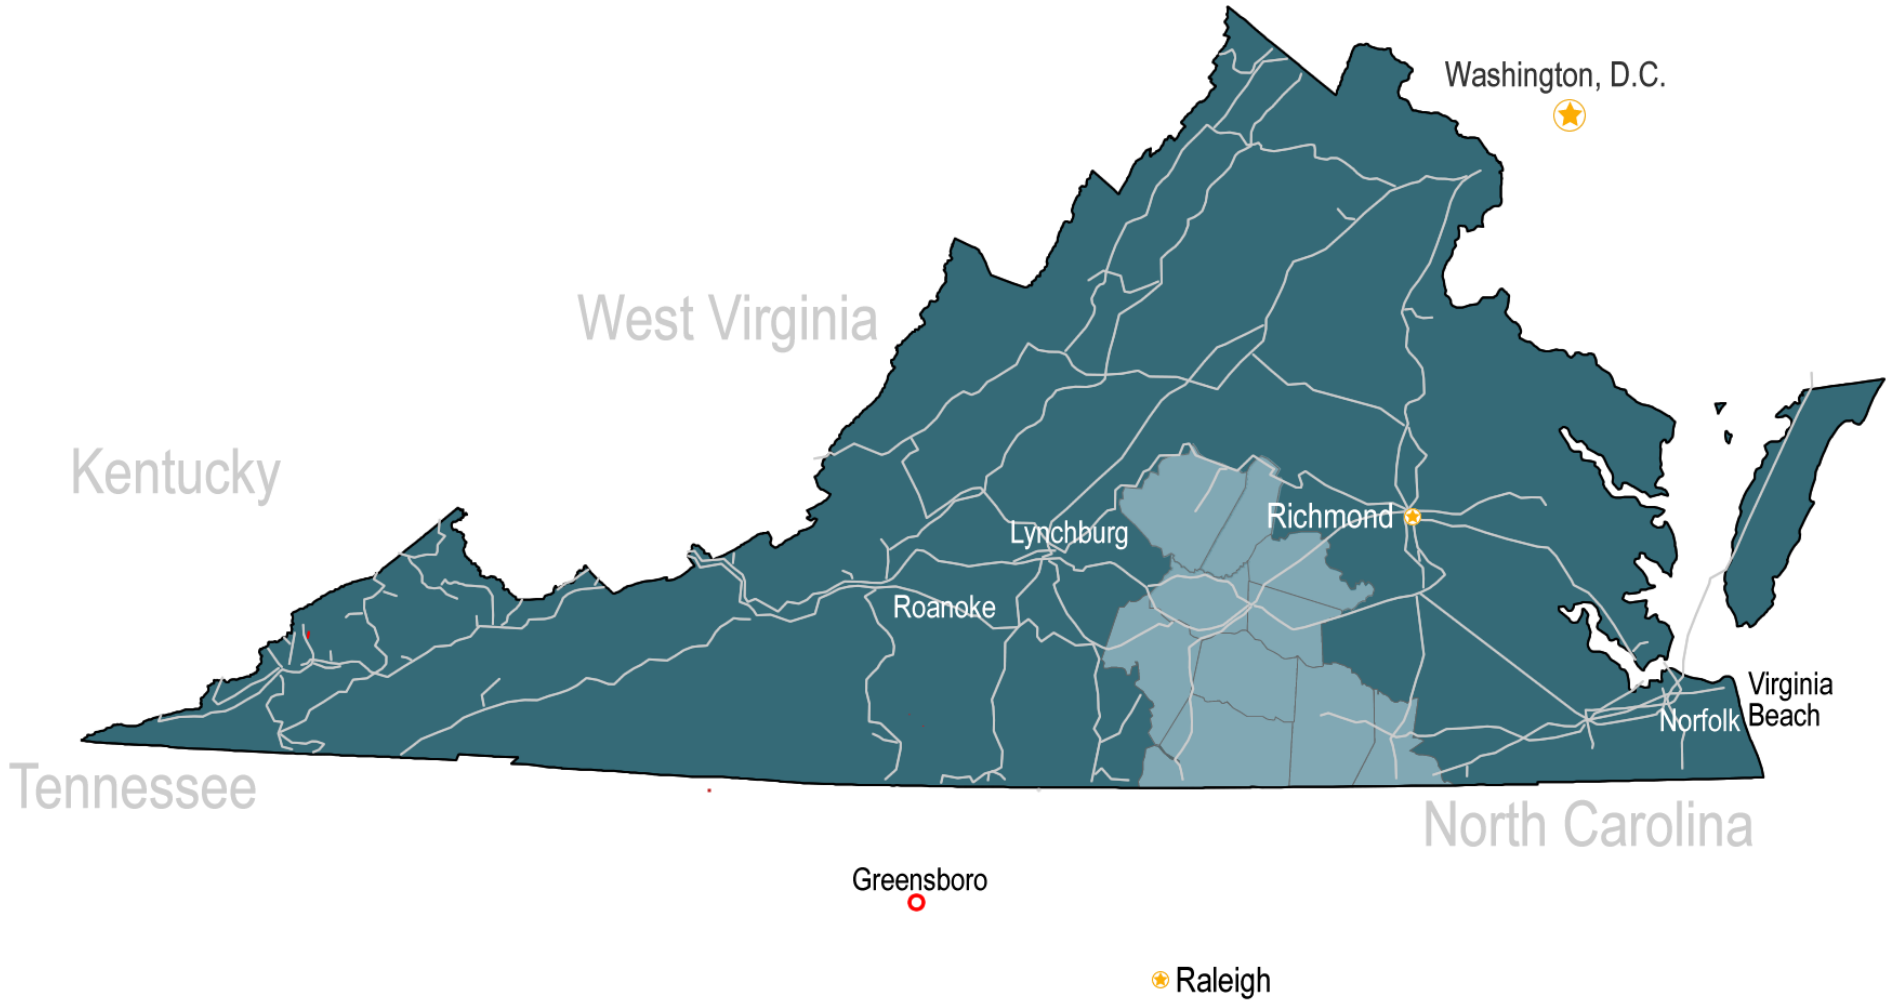 Washington, D.C.
West Virginia
Kentucky
Richmond
Lynchburg
Roanoke
Virginia
Beach
Norfolk
Tennessee
North Carolina
Greensboro
Raleigh